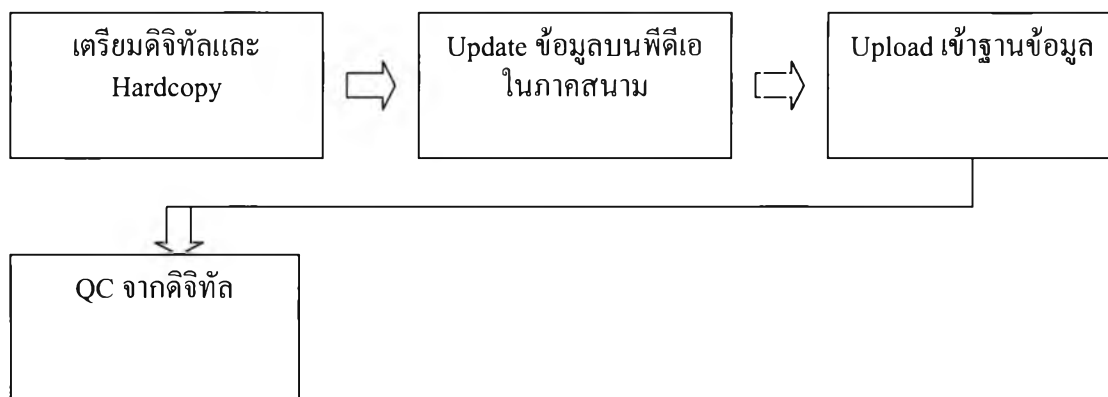 เตรียมดิจิทัลและ
Hardcopy
Update ข้อมูลบนพีดีเอ
ในภาคสนาม
Upload เข้าฐานข้อมูล
QC จากดิจิทัล